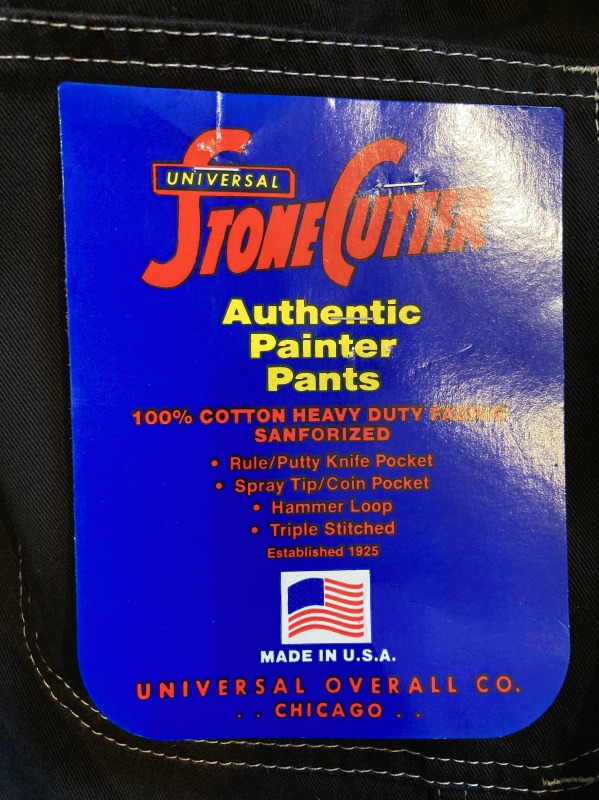 UNIVERSAL
STONECUTTER
Authentic
Painter
Pants
100% COTTON HEAVY DUTY FABRIC
SANFORIZED
• Rule/Putty Knife Pocket
• Spray Tip/Coin Pocket
• Hammer Loop
• Triple Stitched
Established 1925
MADE IN U.S.A.
UNIVERSAL OVERALL CO.
. . CHICAGO . .